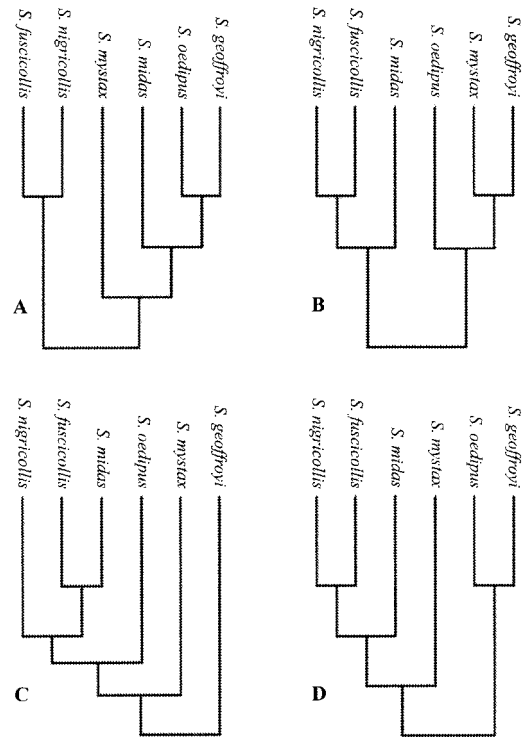 S. fuscicollis
S. nigricollis
S. mystax
S. midas
S. oedipus
S. geoffroyi
A
S. nigricollis
S. fuscicollis
S. midas
S. oedipus
S. mystax
S. geoffroyi
B
S. nigricollis
S. fuscicollis
S. midas
S. oedipus
S. mystax
S. geoffroyi
C
S. nigricollis
S. fuscicollis
S. midas
S. mystax
S. oedipus
S. geoffroyi
D